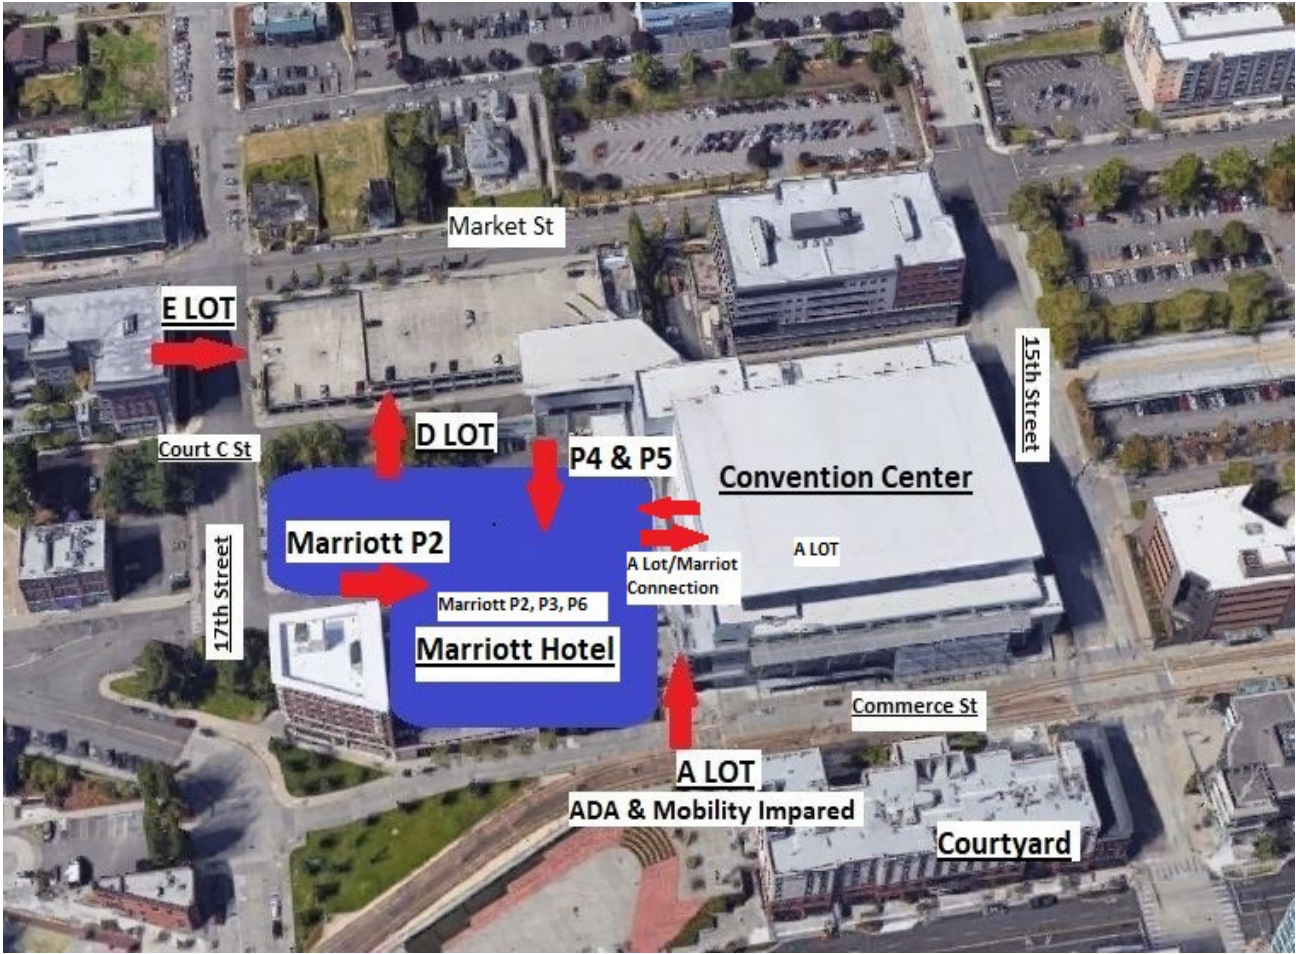 Market St
E LOT
15th Street
Court C St
D LOT
P4 & P5
Convention Center
Marriott P2
A LOT
17th Street
A Lot/Marriot
Connection
Marriott P2, P3, P6
Marriott Hotel
Commerce St
A LOT
ADA & Mobility Impared
Courtyard